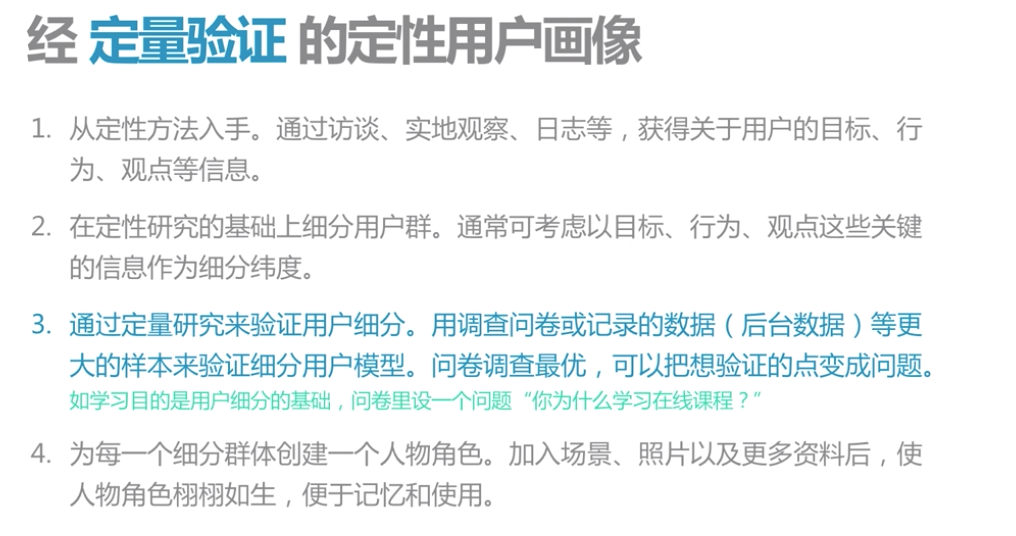 经 定量验证 的定性用户画像
1. 从定性方法入手。通过访谈、实地观察、日志等，获得关于用户的目标、行
为、观点等信息。
2. 在定性研究的基础上细分用户群。通常可考虑以目标、行为、观点这些关键
的信息作为细分纬度。
3. 通过定量研究来验证用户细分。用调查问卷或记录的数据（后台数据）等更
大的样本来验证细分用户模型。问卷调查最优，可以把想验证的点变成问题。
如学习目的是用户细分的基础，问卷里设一个问题“你为什么学习在线课程？”
4. 为每一个细分群体创建一个人物角色。加入场景、照片以及更多资料后，使
人物角色栩栩如生，便于记忆和使用。